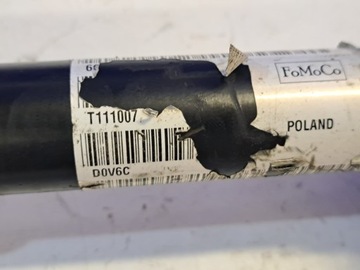 FoMoCo
T111007
POLAND
D0V6C